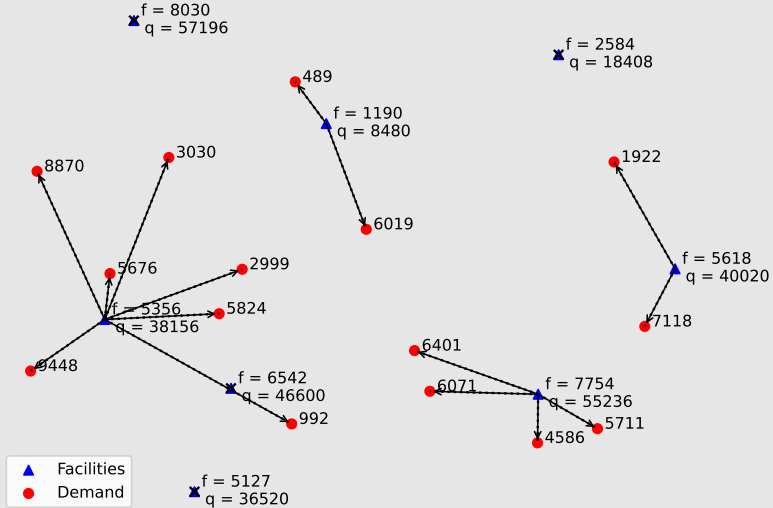 f = 8030
q = 57196
f = 2584
q = 18408
489
f = 1190
q = 8480
3030
1922
8870
6019
5676
2999
f = 5618
q = 40020
f = 5356
q = 38156
5824
7118
6401
9448
f = 6542
q = 46600
6071
f = 7754
q = 55236
992
5711
4586
Facilities
Demand
f = 5127
q = 36520